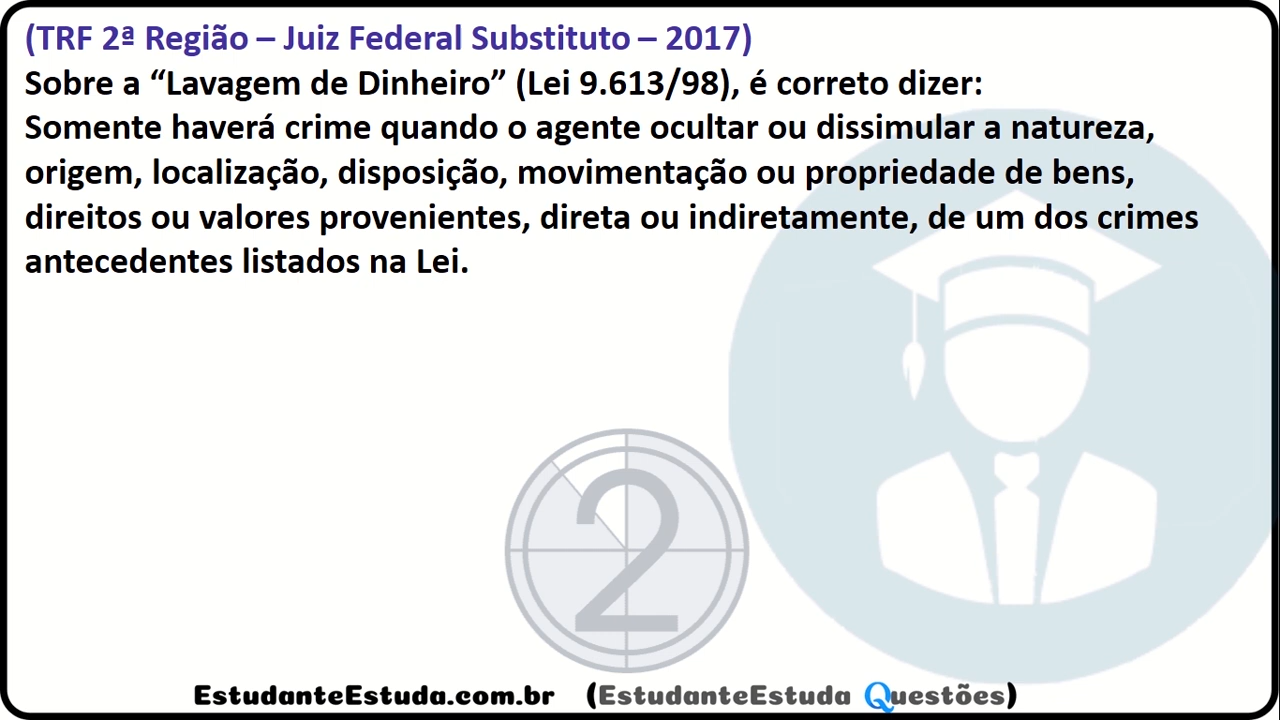 (TRF 2ª Região – Juiz Federal Substituto – 2017)
Sobre a “Lavagem de Dinheiro” (Lei 9.613/98), é correto dizer:
Somente haverá crime quando o agente ocultar ou dissimular a natureza,
origem, localização, disposição, movimentação ou propriedade de bens,
direitos ou valores provenientes, direta ou indiretamente, de um dos crimes
antecedentes listados na Lei.
2
EstudanteEstuda.com.br (EstudanteEstuda Questões)